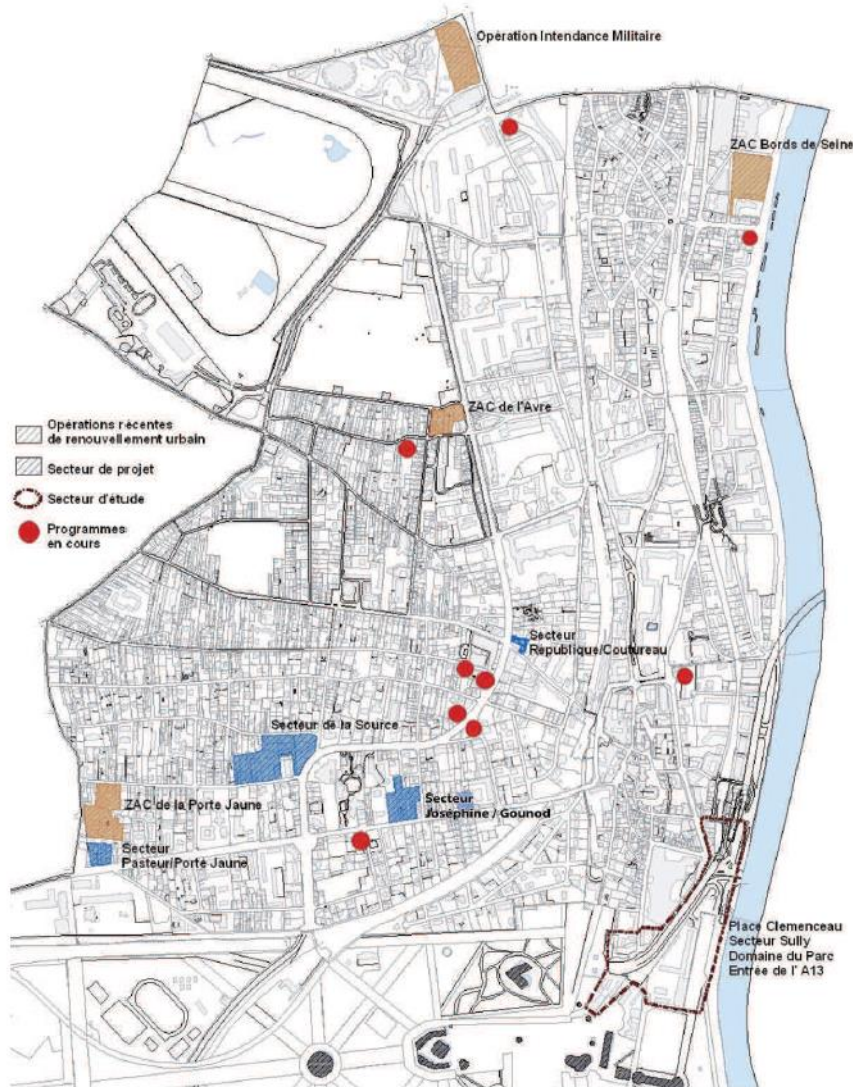 Opération Intendance Militaire
ZAC Bords de Seine
ZAC de l'Avre
Opérations récentes
de renouvellement urbain
Secteur de projet
Secteur d'étude
Programmes
en cours
Secteur
République/Coutureau
Secteur de la Source
ZAC de la Porte Jaune
Secteur
Joséphine / Gounod
Secteur
Pasteur/Porte Jaune
Place Clemenceau
Secteur Sully
Domaine du Parc
Entrée de l' A13